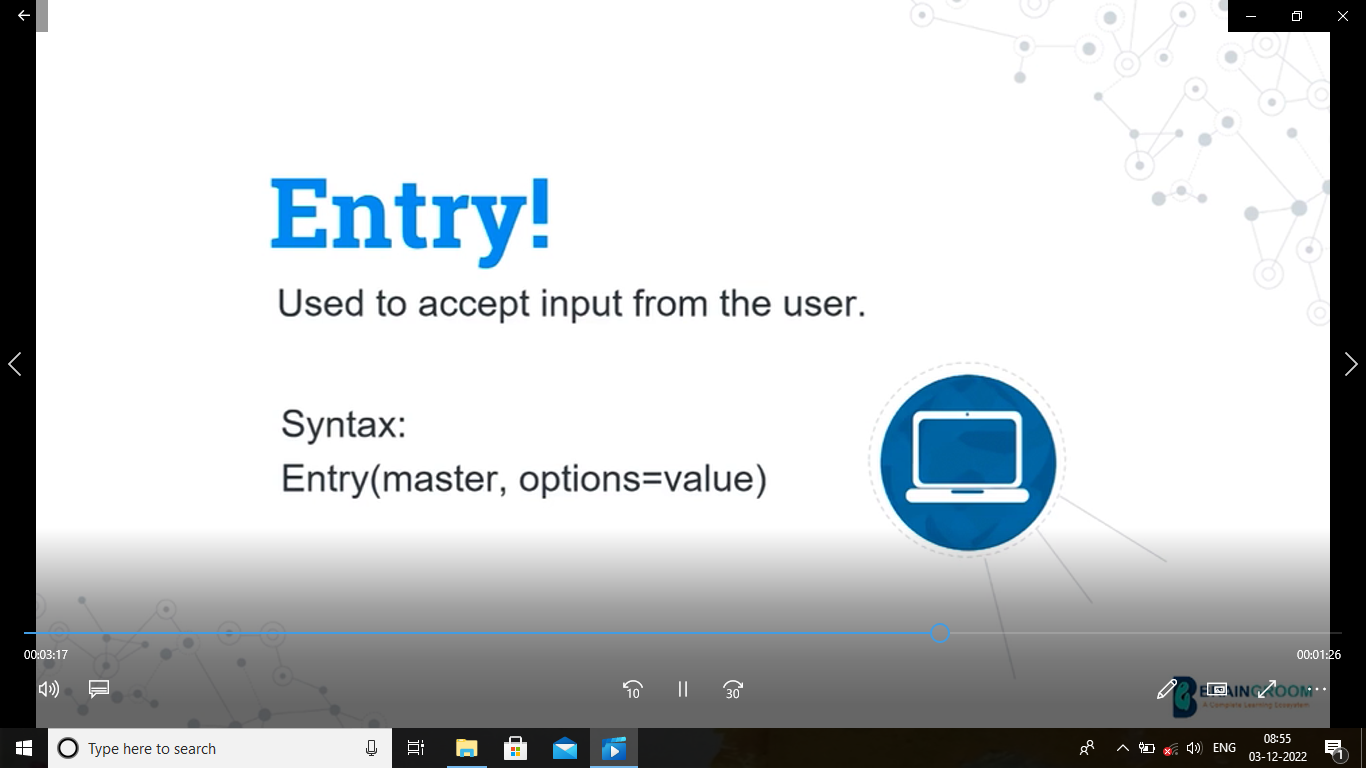 Entry!
Used to accept input from the user.
Syntax:
Entry(master, options=value)
00:03:17
00:01:26
10
30
BRAINGROOM
A Complete Learning Ecosystem
Type here to search
ENG
08:55
03-12-2022
1